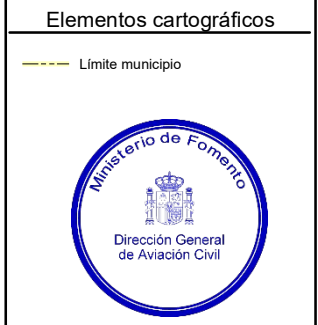 Elementos cartográficos
Límite municipio
Ministerio de Fomento
Dirección General
de Aviación Civil